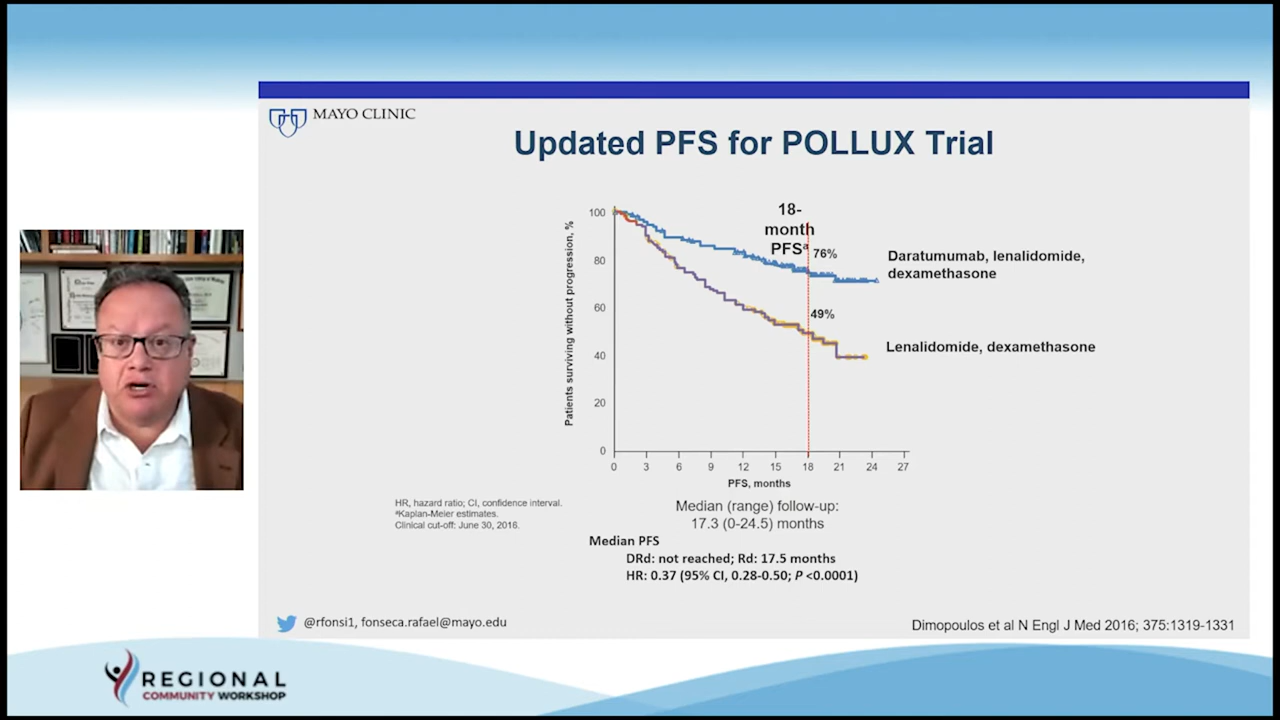 MAYO CLINIC
Updated PFS for POLLUX Trial
Patients surviving without progression, %
100
80
60
40
20
0
18-
month
PFSᵃ
76%
49%
Daratumumab, lenalidomide,
dexamethasone
Lenalidomide, dexamethasone
0 3 6 9 12 15 18 21 24 27
PFS, months
HR, hazard ratio; CI, confidence interval.
ᵃKaplan-Meier estimates.
Clinical cut-off: June 30, 2016.
Median (range) follow-up:
17.3 (0-24.5) months
Median PFS
DRd: not reached; Rd: 17.5 months
HR: 0.37 (95% CI, 0.28-0.50; P <0.0001)
@rfonsi1, fonseca.rafael@mayo.edu
Dimopoulos et al N Engl J Med 2016; 375:1319-1331
REGIONAL
COMMUNITY WORKSHOP